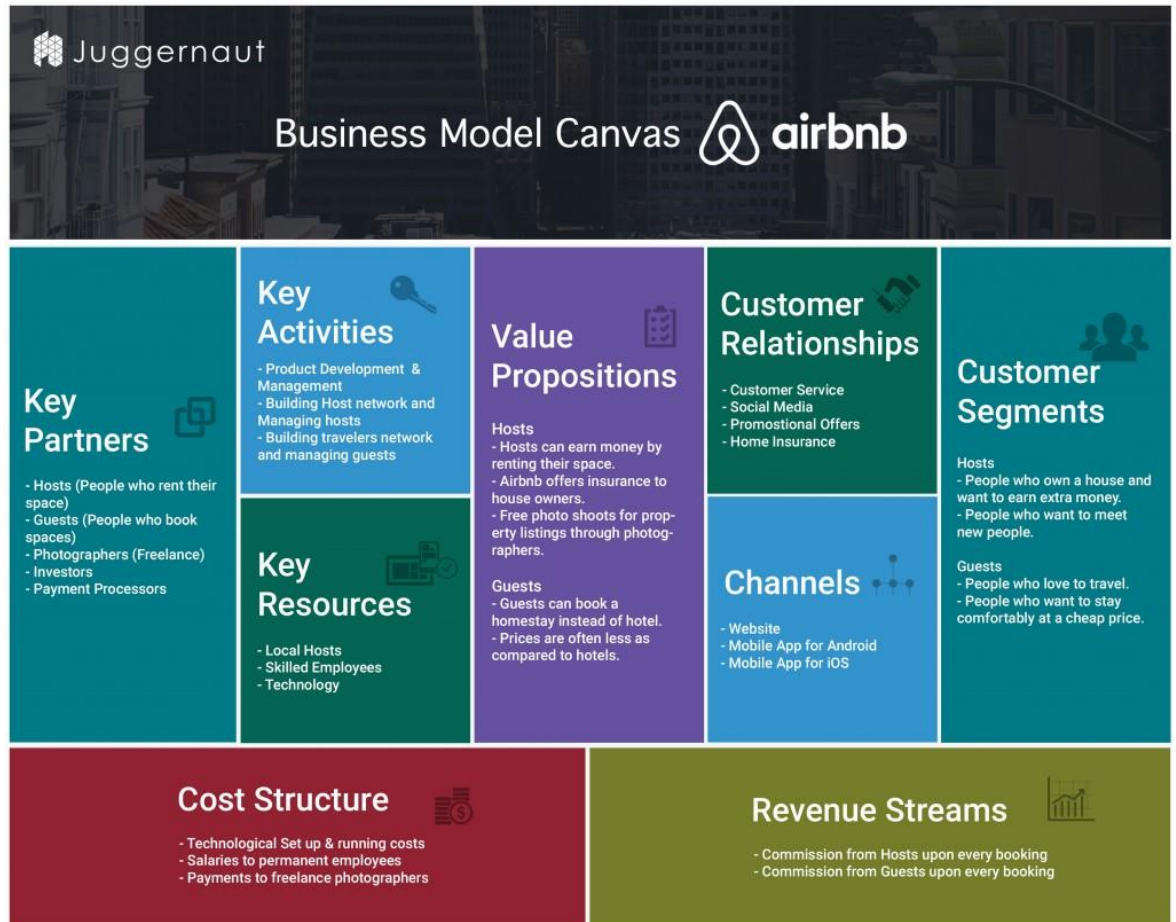 Juggernaut
Business Model Canvas airbnb
Key
Partners
- Hosts (People who rent their
space)
- Guests (People who book
spaces)
- Photographers (Freelance)
- Investors
- Payment Processors
Key
Activities
- Product Development &
Management
- Building Host network and
Managing hosts
- Building travelers network
and managing guests
Key
Resources
- Local Hosts
- Skilled Employees
- Technology
Value
Propositions
Hosts
- Hosts can earn money by
renting their space.
- Airbnb offers insurance to
house owners.
- Free photo shoots for prop-
erty listings through photog-
raphers.
Guests
- Guests can book a
homestay instead of hotel.
- Prices are often less as
compared to hotels.
Customer
Relationships
- Customer Service
- Social Media
- Promostional Offers
- Home Insurance
Channels
- Website
- Mobile App for Android
- Mobile App for iOS
Customer
Segments
Hosts
- People who own a house and
want to earn extra money.
- People who want to meet
new people.
Guests
- People who love to travel.
- People who want to stay
comfortably at a cheap price.
Cost Structure
- Technological Set up & running costs
- Salaries to permanent employees
- Payments to freelance photographers
Revenue Streams
- Commission from Hosts upon every booking
- Commission from Guests upon every booking